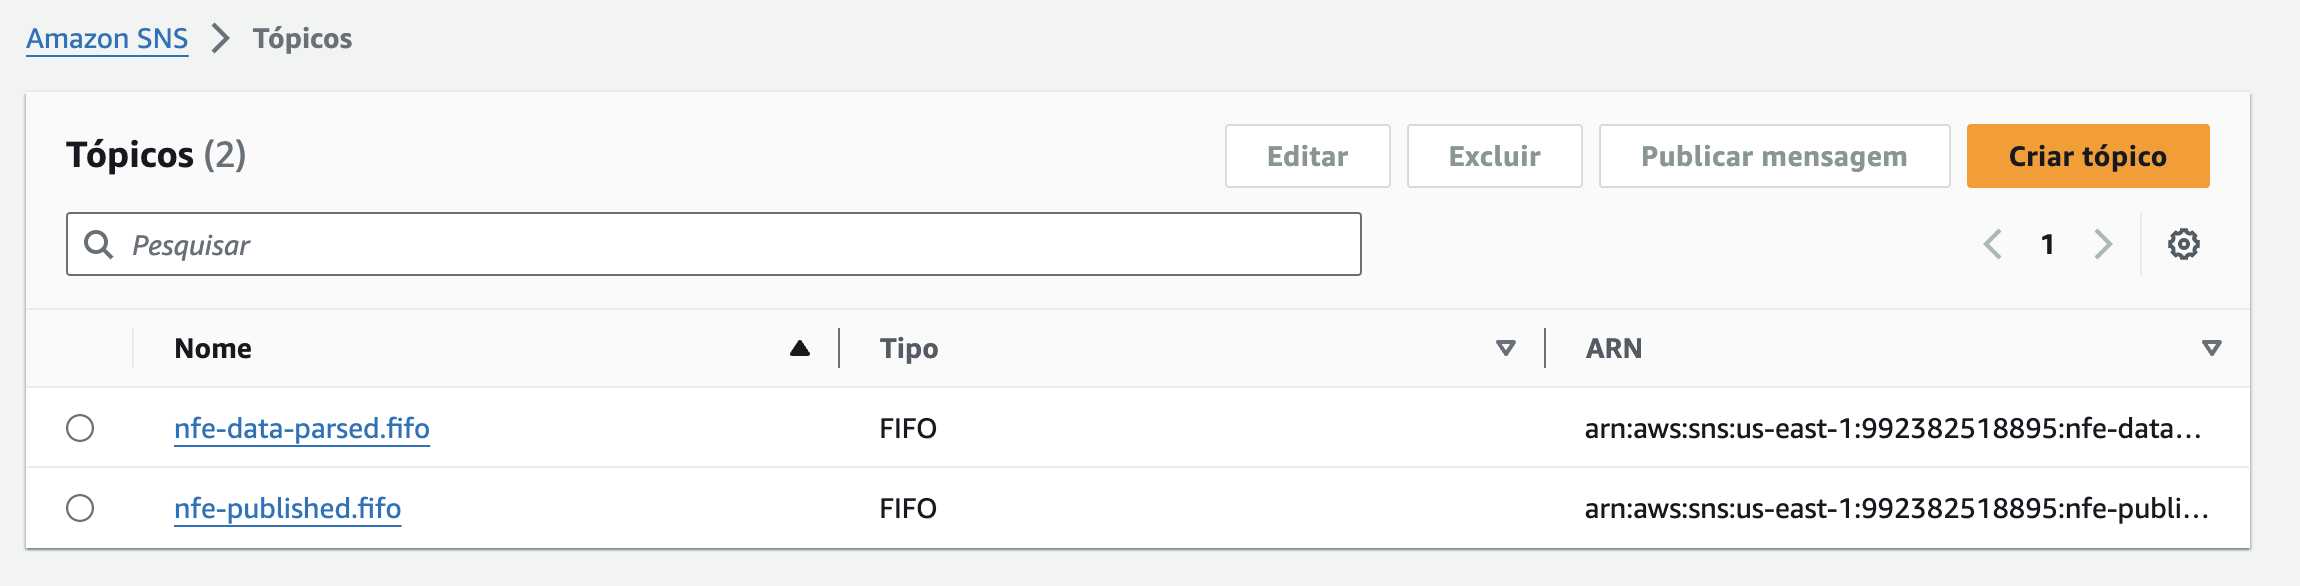 Amazon SNS > Tópicos
Tópicos (2)
Editar
Excluir
Publicar mensagem
Criar tópico
Pesquisar
1
Nome Tipo ARN
nfe-data-parsed.fifo FIFO arn:aws:sns:us-east-1:992382518895:nfe-data...
nfe-published.fifo FIFO arn:aws:sns:us-east-1:992382518895:nfe-publi...